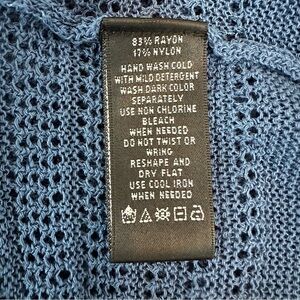 83% RAYON
17% NYLON
HAND WASH COLD
WITH MILD DETERGENT
WASH DARK COLOR
SEPARATELY
USE NON CHLORINE
BLEACH
WHEN NEEDED
DO NOT TWIST OR
WRING
RESHAPE AND
DRY FLAT
USE COOL IRON
WHEN NEEDED